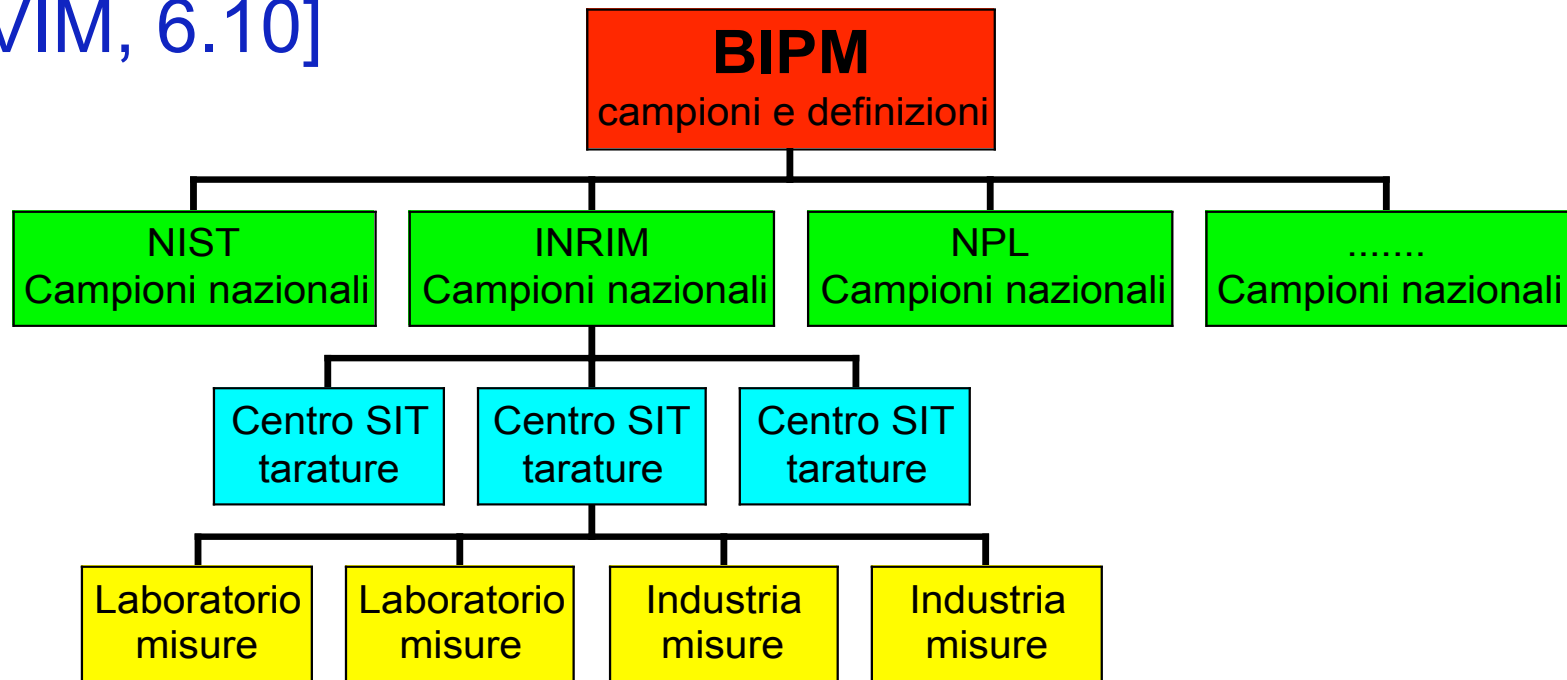 VIM, 6.10]
BIPM
campioni e definizioni
NIST
Campioni nazionali
INRIM
Campioni nazionali
NPL
Campioni nazionali
.......
Campioni nazionali
Centro SIT
tarature
Centro SIT
tarature
Centro SIT
tarature
Laboratorio
misure
Laboratorio
misure
Industria
misure
Industria
misure